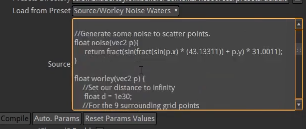 Load from Preset Source/Worley Noise Waters
//Generate some noise to scatter points.
float noise(vec2 p){
return fract(sin(fract(sin(p.x) * (43.13311)) + p.y) * 31.0011);
}
Source
float worley(vec2 p) {
//Set our distance to infinity
float d = 1e30;
//For the 9 surrounding grid points
Compile Auto. Params Reset Params Values